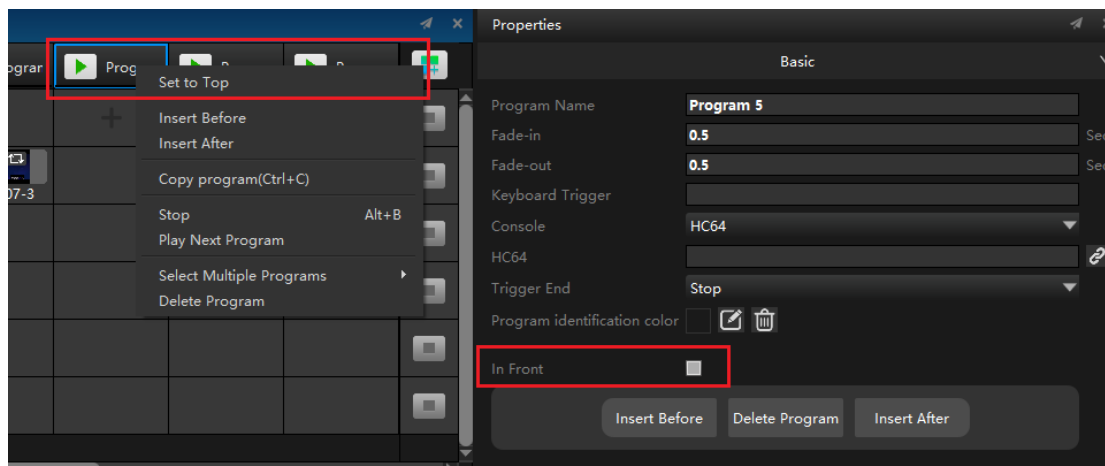 Properties
Prog
Basic
Set to Top
Insert Before
Insert After
Copy program(Ctrl+C)
Stop Alt+B
Play Next Program
Select Multiple Programs
Delete Program
07-3
Program Name Program 5
Fade-in 0.5
Fade-out 0.5
Keyboard Trigger
Console HC64
HC64
Trigger End Stop
Program identification color
In Front
Insert Before Delete Program Insert After